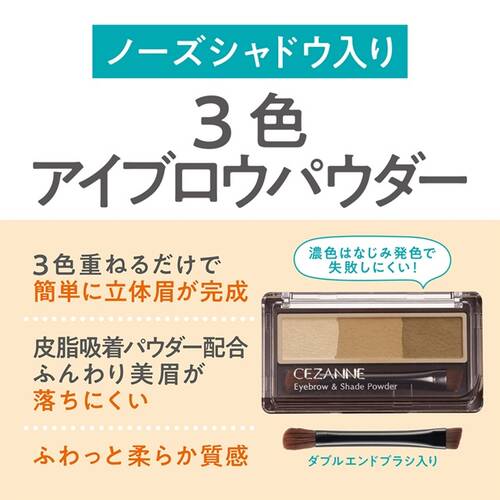 ノーズシャドウ入り
3色
アイブロウパウダー
3色重ねるだけで
簡単に立体眉が完成
濃色はなじみ発色で
失敗しにくい!
皮脂吸着パウダー配合
ふんわり美眉が
落ちにくい
CEZANNE
Eyebrow & Shade Powder
ふわっと柔らか質感
ダブルエンドブラシ入り